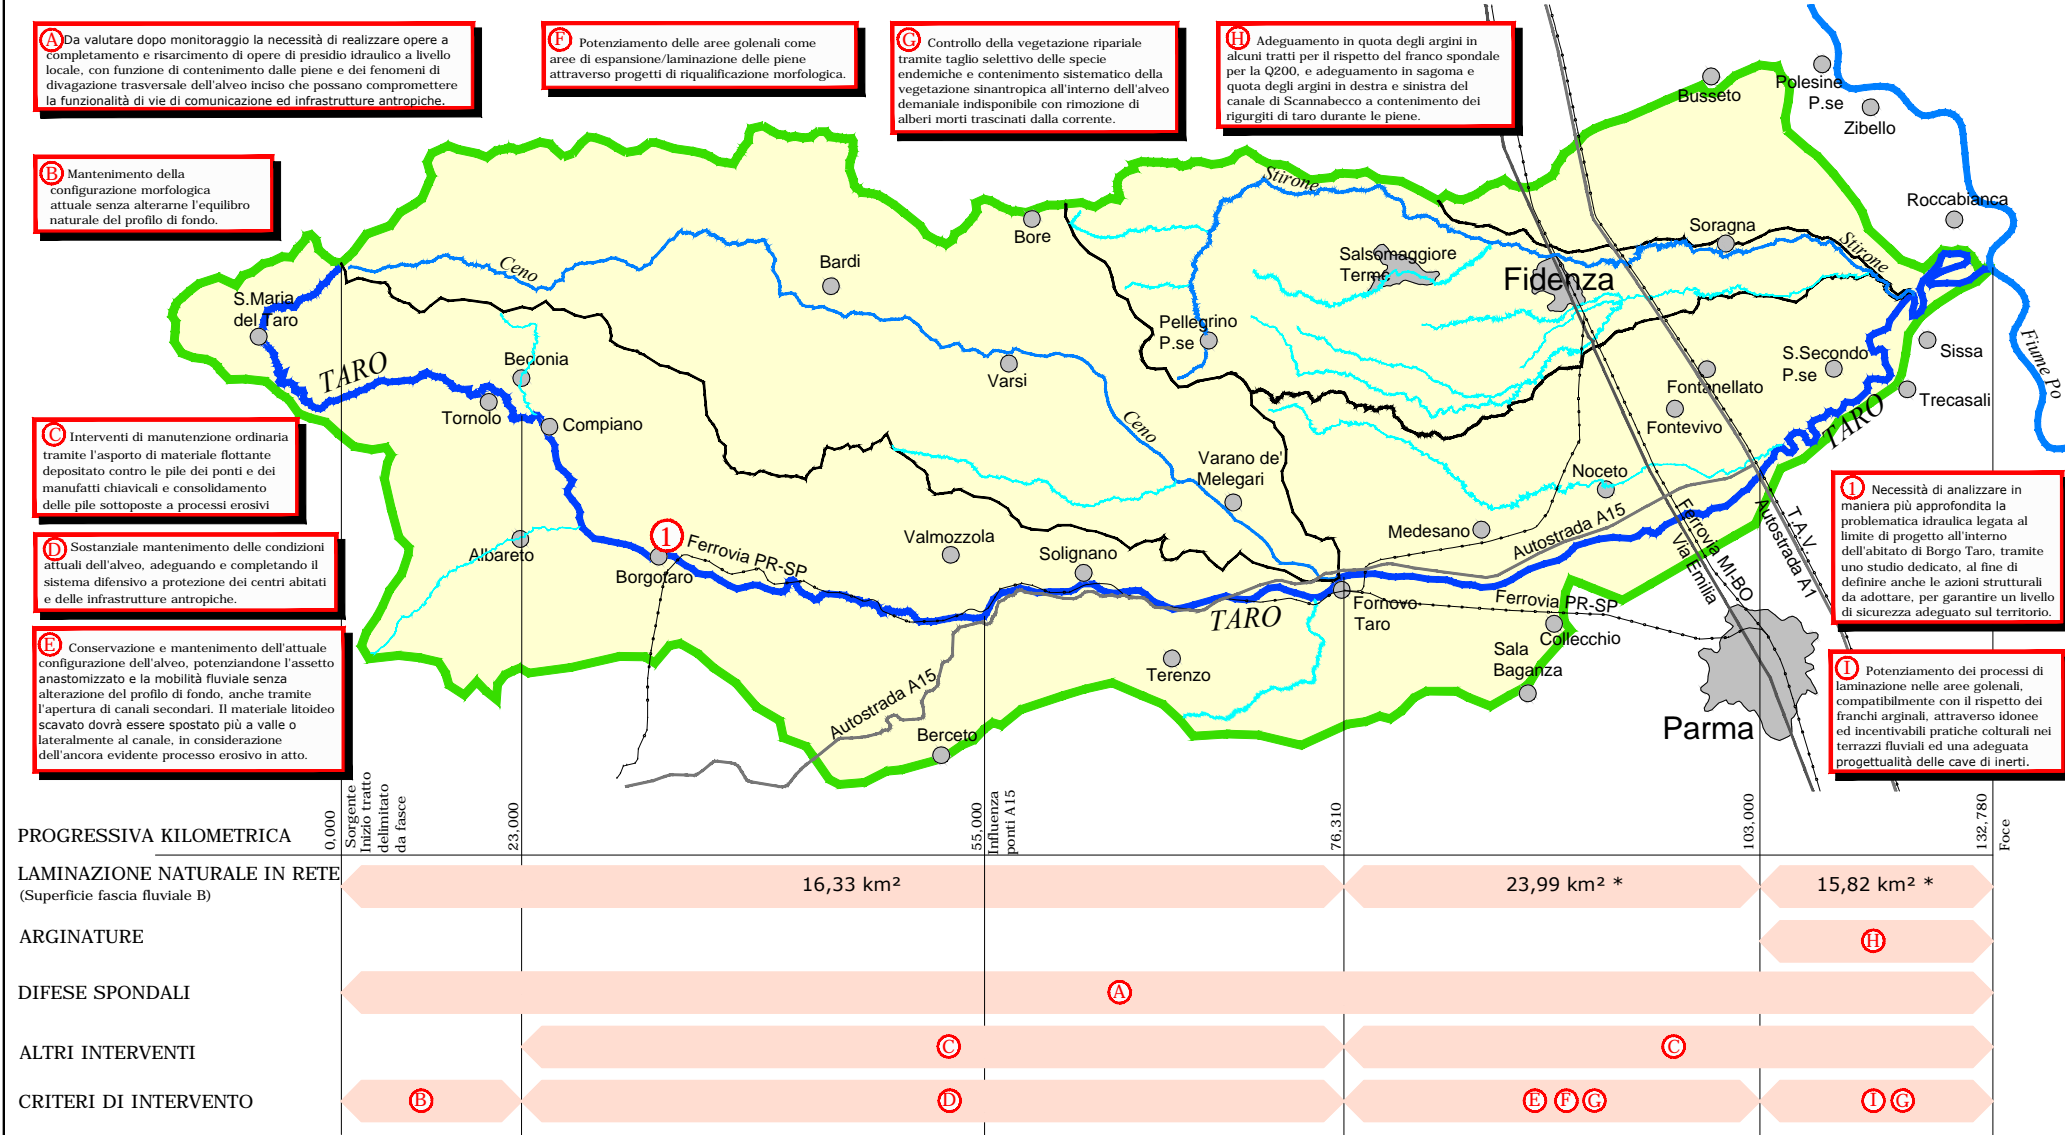 A Da valutare dopo monitoraggio la necessità di realizzare opere a
completamento e risarcimento di opere di presidio idraulico a livello
locale, con funzione di contenimento dalle piene e dei fenomeni di
divagazione trasversale dell'alveo inciso che possano compromettere
la funzionalità di vie di comunicazione ed infrastrutture antropiche.
F Potenziamento delle aree golenali come
aree di espansione/laminazione delle piene
attraverso progetti di riqualificazione morfologica.
G Controllo della vegetazione ripariale
tramite taglio selettivo delle specie
endemiche e contenimento sistematico della
vegetazione sinantropica all'interno dell'alveo
demaniale indisponibile con rimozione di
alberi morti trascinati dalla corrente.
H Adeguamento in quota degli argini in
alcuni tratti per il rispetto del franco spondale
per la Q200, e adeguamento in sagoma e
quota degli argini in destra e sinistra del
canale di Scannabecco a contenimento dei
rigurgiti di taro durante le piene.
B Mantenimento della
configurazione morfologica
attuale senza alterarne l'equilibro
naturale del profilo di fondo.
C Interventi di manutenzione ordinaria
tramite l'asporto di materiale flottante
depositato contro le pile dei ponti e dei
manufatti chiavicali e consolidamento
delle pile sottoposte a processi erosivi
D Sostanziale mantenimento delle condizioni
attuali dell'alveo, adeguando e completando il
sistema difensivo a protezione dei centri abitati
e delle infrastrutture antropiche.
E Conservazione e mantenimento dell'attuale
configurazione dell'alveo, potenziandone l'assetto
anastomizzato e la mobilità fluviale senza
alterazione del profilo di fondo, anche tramite
l'apertura di canali secondari. Il materiale litoideo
scavato dovrà essere spostato più a valle o
lateralmente al canale, in considerazione
dell'ancora evidente processo erosivo in atto.
1 Necessità di analizzare in
maniera più approfondita la
problematica idraulica legata al
limite di progetto all'interno
dell'abitato di Borgo Taro, tramite
uno studio dedicato, al fine di
definire anche le azioni strutturali
da adottare, per garantire un livello
di sicurezza adeguato sul territorio.
I Potenziamento dei processi di
laminazione nelle aree golenali,
compatibilmente con il rispetto dei
franchi arginali, attraverso idonee
ed incentivabili pratiche colturali nei
terrazzi fluviali ed una adeguata
progettualità delle cave di inerti.
Busseto
Polesine
P.se
Zibello
Roccabianca
Stirone
Soragna
Stirone
Bore
Bardi
Ceno
Salsomaggiore
Terme
Fidenza
S.Maria
del Taro
TARO
Bedonia
Tornolo
Compiano
Varsi
Ceno
Pellegrino
P.se
Fontanellato
Fontevivo
S.Secondo
P.se
Sissa
Trecasali
Fiume Po
TARO
Varano de'
Melegari
Noceto
Medesano
Albareto
1
Borgotaro
Ferrovia PR-SP
Valmozzola
Solignano
Autostrada A15
Ferrovia MI-BO
Via Emilia
T.A.V.
Autostrada A1
TARO
Fornovo
Taro
Ferrovia PR-SP
Collecchio
Sala
Baganza
Terenzo
Autostrada A15
Berceto
Parma
PROGRESSIVA KILOMETRICA
0,000
Sorgente
Inizio tratto
delimitato
da fasce
23,000
55,000
Influenza
ponti A15
76,310
103,000
132,780
Foce
LAMINAZIONE NATURALE IN RETE
(Superficie fascia fluviale B)
16,33 km²
23,99 km² *
15,82 km² *
ARGINATURE
H
DIFESE SPONDALI
A
ALTRI INTERVENTI
C
C
CRITERI DI INTERVENTO
B
D
E F G
I G